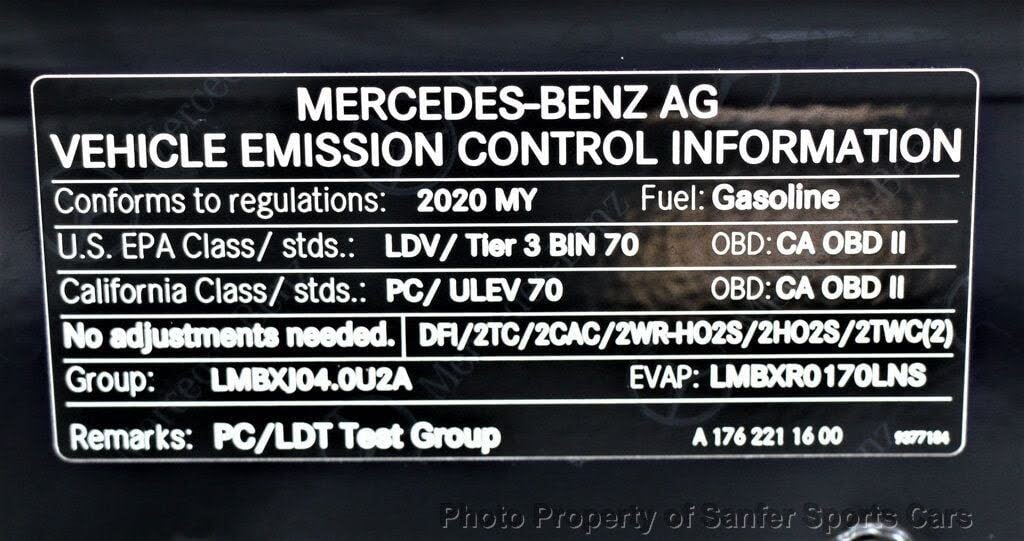 MERCEDES-BENZ AG
VEHICLE EMISSION CONTROL INFORMATION
Conforms to regulations: 2020 MY Fuel: Gasoline
U.S. EPA Class/ stds.: LDV/ Tier 3 BIN 70 OBD: CA OBD II
California Class/ stds.: PC/ ULEV 70 OBD: CA OBD II
No adjustments needed. DFI/2TC/2CAC/2WR-HO2S/2HO2S/2TWC(2)
Group: LMBXJ04.0U2A EVAP: LMBXR0170LNS
Remarks: PC/LDT Test Group A 176 221 16 00 9377184
Photo Property of Sanfer Sports Cars